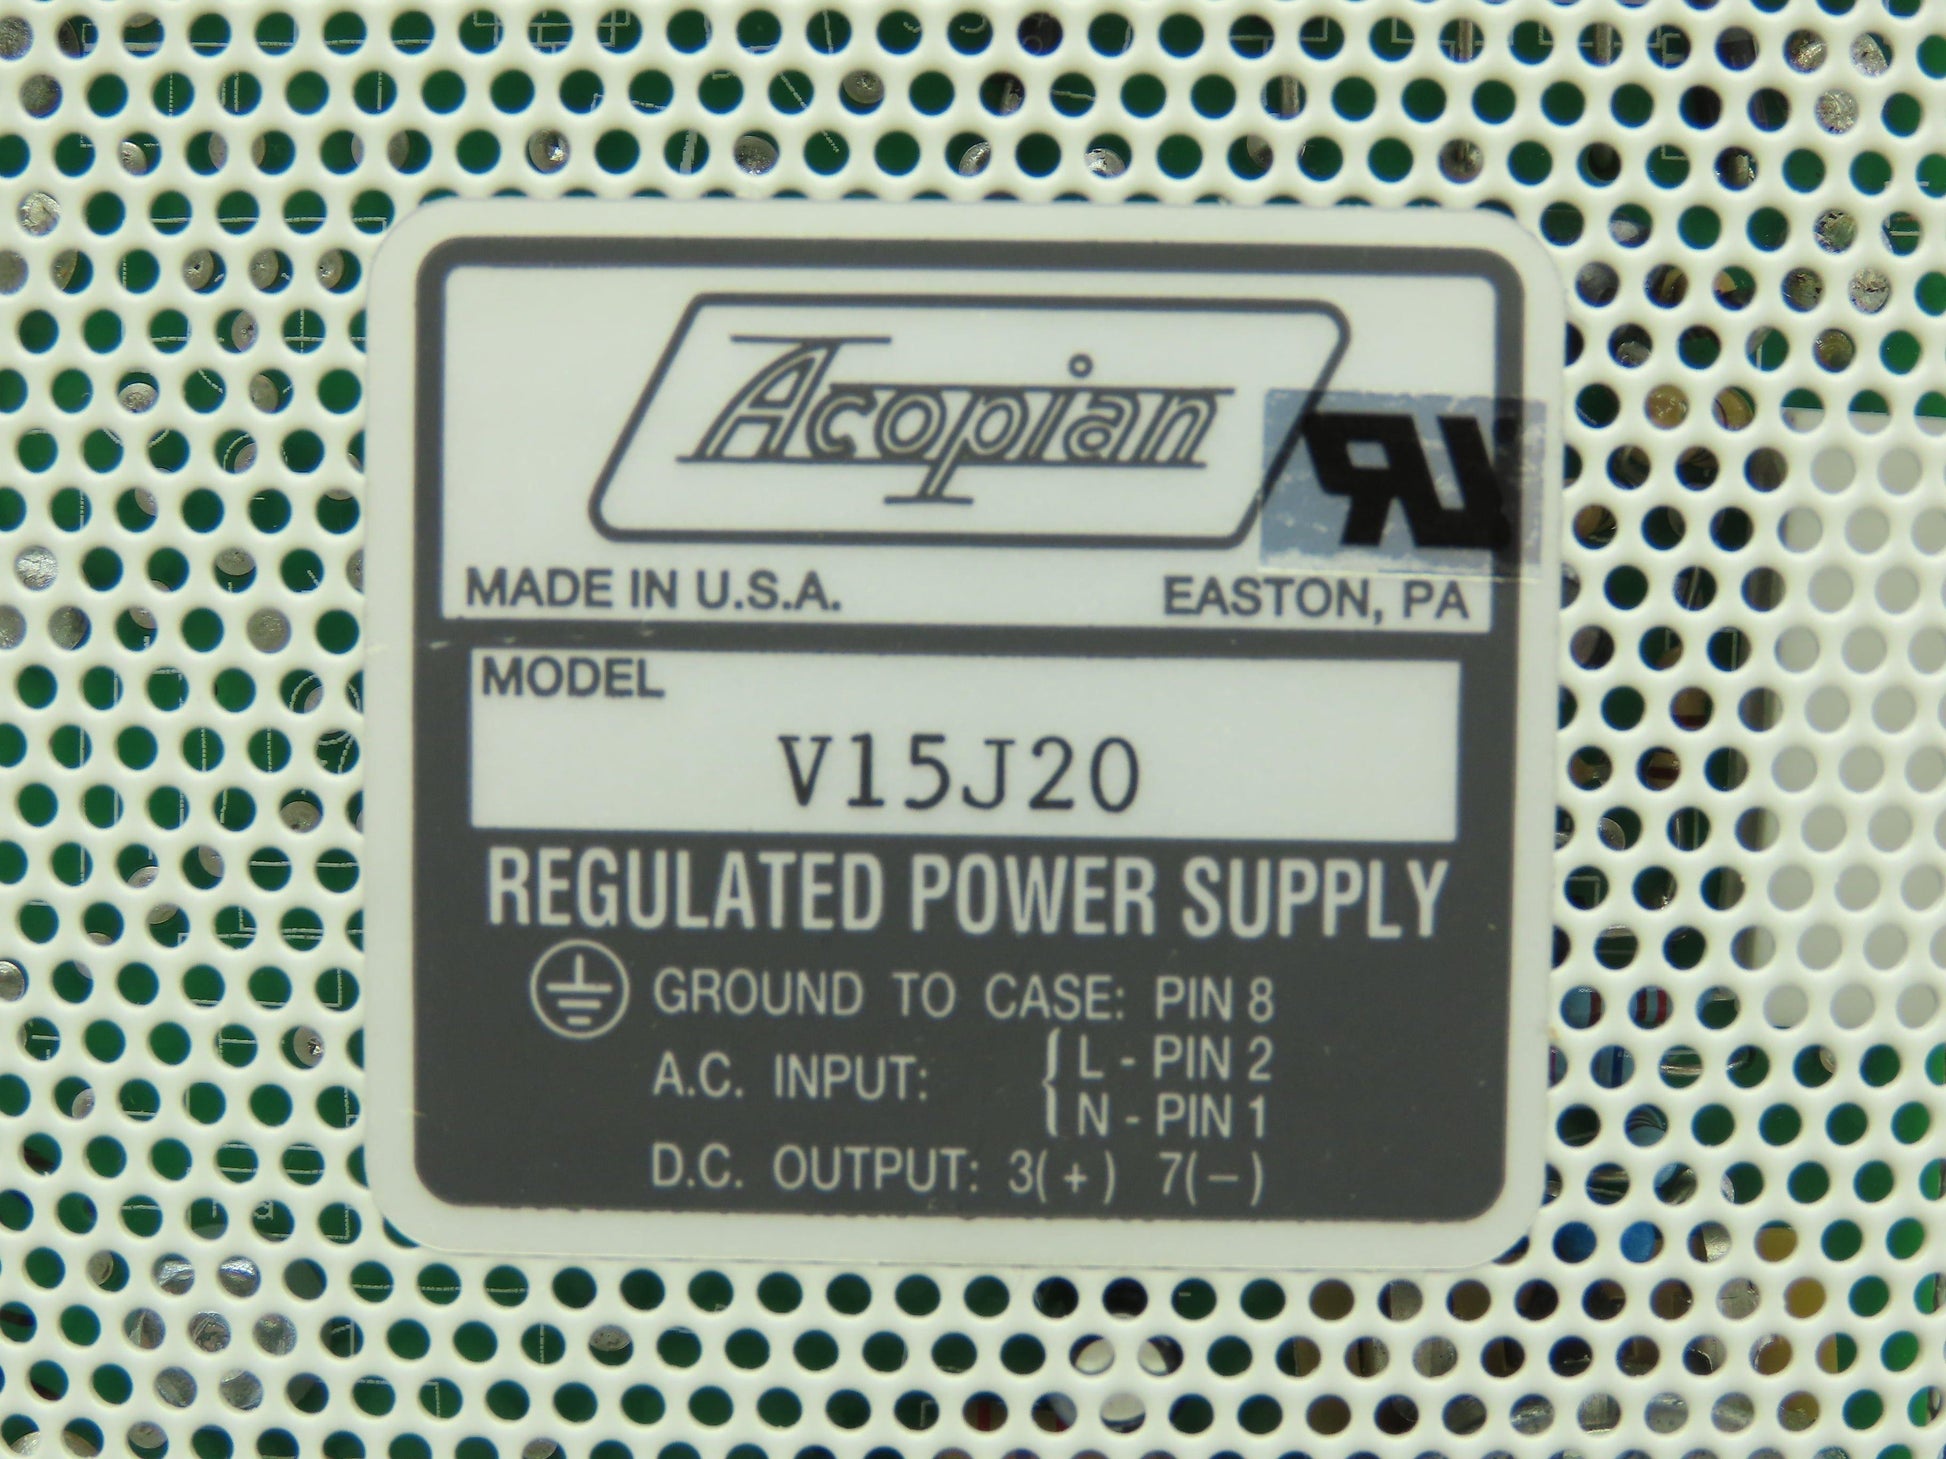 Acopian
RU
MADE IN U.S.A. EASTON, PA
MODEL
V15J20
REGULATED POWER SUPPLY
GROUND TO CASE: PIN 8
A.C. INPUT: { L - PIN 2
N - PIN 1
D.C. OUTPUT: 3(+) 7(−)